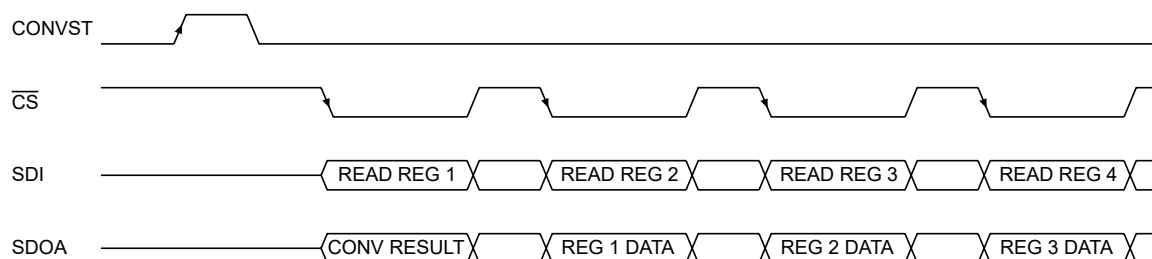 CONVST
CS
SDI READ REG 1 READ REG 2 READ REG 3 READ REG 4
SDOA CONV RESULT REG 1 DATA REG 2 DATA REG 3 DATA